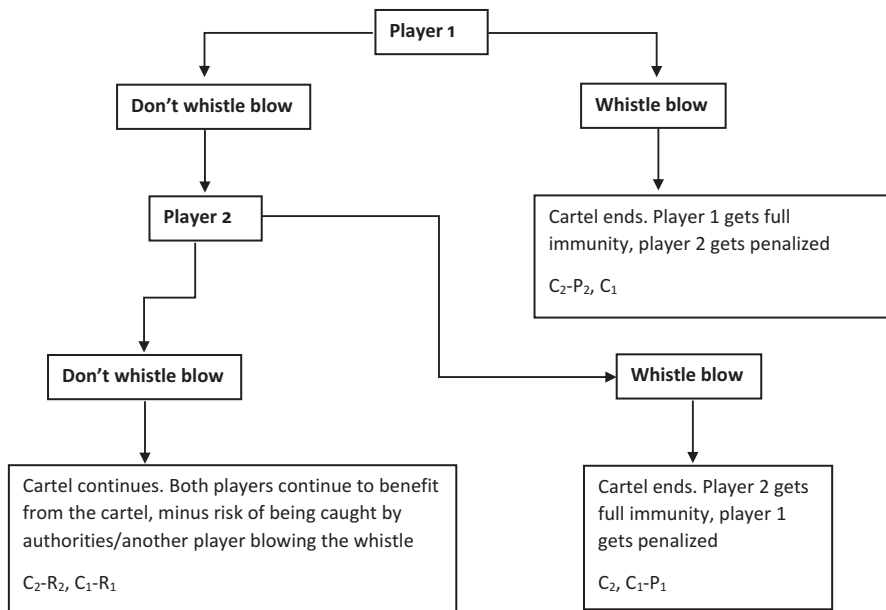 Player 1
Don’t whistle blow
Whistle blow
Cartel ends. Player 1 gets full
immunity, player 2 gets penalized
C₂-P₂, C₁
Player 2
Don’t whistle blow
Whistle blow
Cartel continues. Both players continue to benefit
from the cartel, minus risk of being caught by
authorities/another player blowing the whistle
C₂-R₂, C₁-R₁
Cartel ends. Player 2 gets
full immunity, player 1
gets penalized
C₂, C₁-P₁